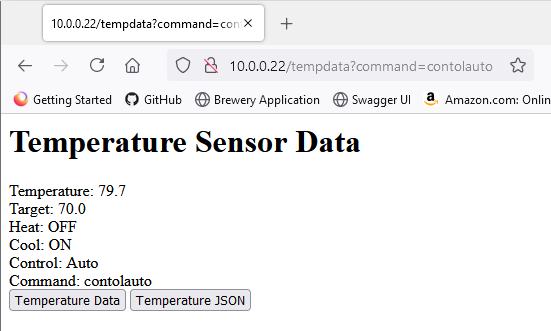 10.0.0.22/tempdata?command=cont
10.0.0.22/tempdata?command=contolauto
Getting Started GitHub Brewery Application Swagger UI Amazon.com: Onlin
Temperature Sensor Data
Temperature: 79.7
Target: 70.0
Heat: OFF
Cool: ON
Control: Auto
Command: contolauto
Temperature Data Temperature JSON